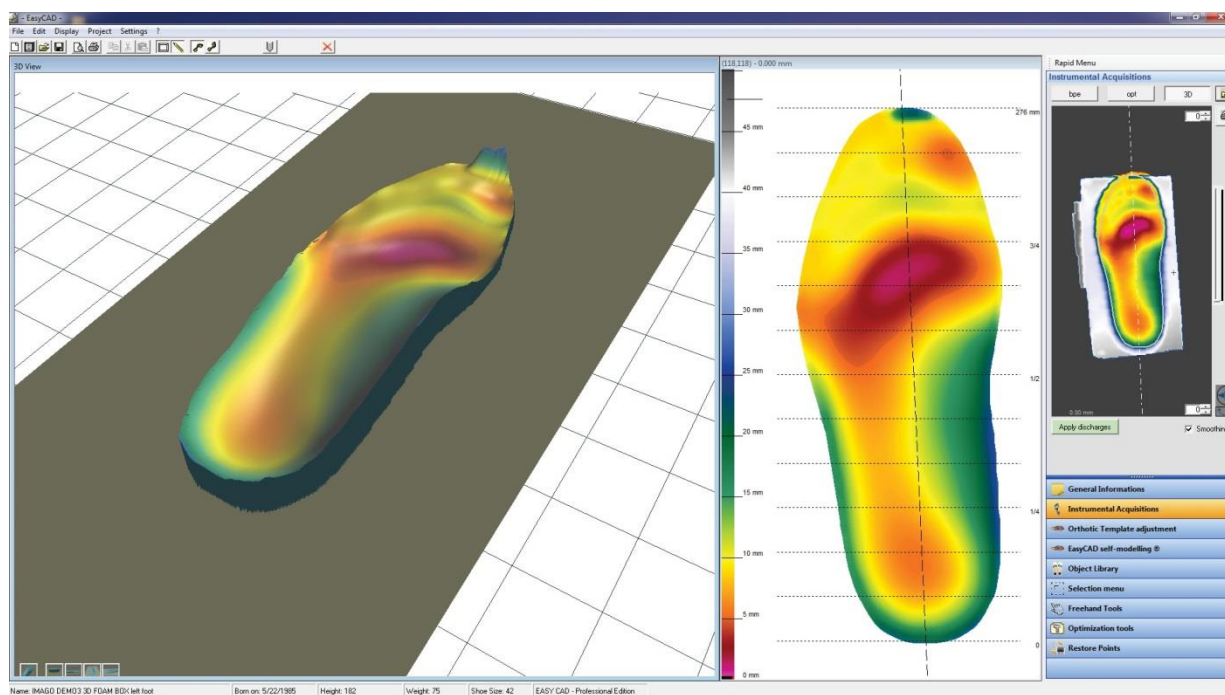 - EasyCAD -
File Edit Display Project Settings ?
3D View
(118,118) - 0.000 mm
45 mm
40 mm
35 mm
30 mm
25 mm
20 mm
15 mm
10 mm
5 mm
0 mm
276 mm
3/4
1/2
1/4
0
Rapid Menu
Instrumental Acquisitions
bpe opt 3D
0
0.00 mm
0
Apply discharges
Smoothin
General Informations
Instrumental Acquisitions
Orthotic Template adjustment
EasyCAD self-modelling ®
Object Library
Selection menu
Freehand Tools
Optimization tools
Restore Points
Name: IMAGO DEMO3 3D FOAM BOX left foot Born on: 5/22/1985 Height: 182 Weight: 75 Shoe Size: 42 EASY CAD - Professional Edition